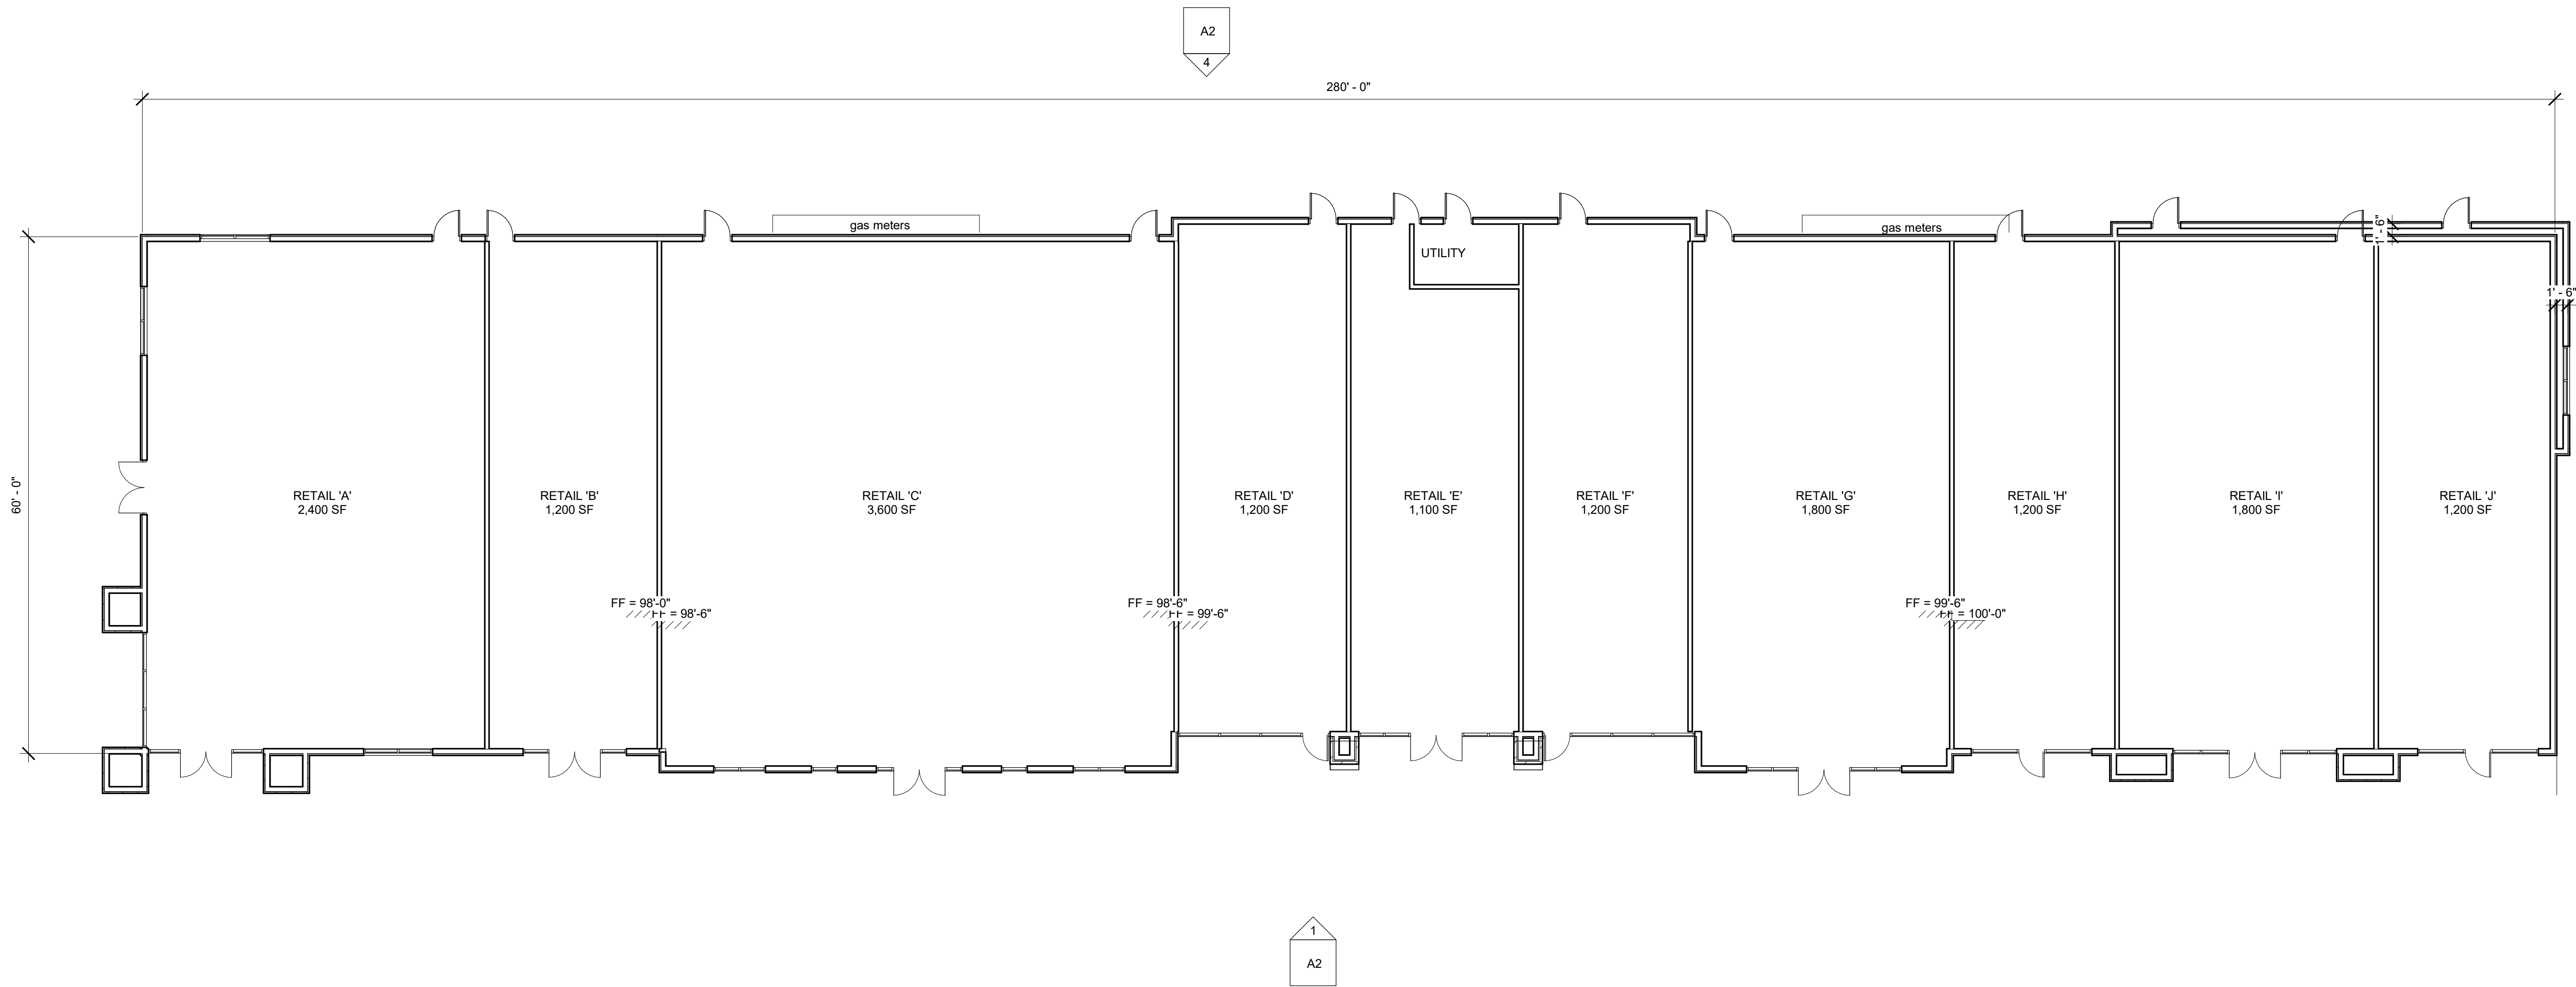 A2
4
280' - 0"
gas meters
gas meters
1' - 6"
UTILITY
1' - 6"
60' - 0"
RETAIL 'A'
2,400 SF
RETAIL 'B'
1,200 SF
RETAIL 'C'
3,600 SF
RETAIL 'D'
1,200 SF
RETAIL 'E'
1,100 SF
RETAIL 'F'
1,200 SF
RETAIL 'G'
1,800 SF
RETAIL 'H'
1,200 SF
RETAIL 'I'
1,800 SF
RETAIL 'J'
1,200 SF
FF = 98'-0"
FF = 98'-6"
FF = 98'-6"
FF = 99'-6"
FF = 99'-6"
FF = 100'-0"
1
A2